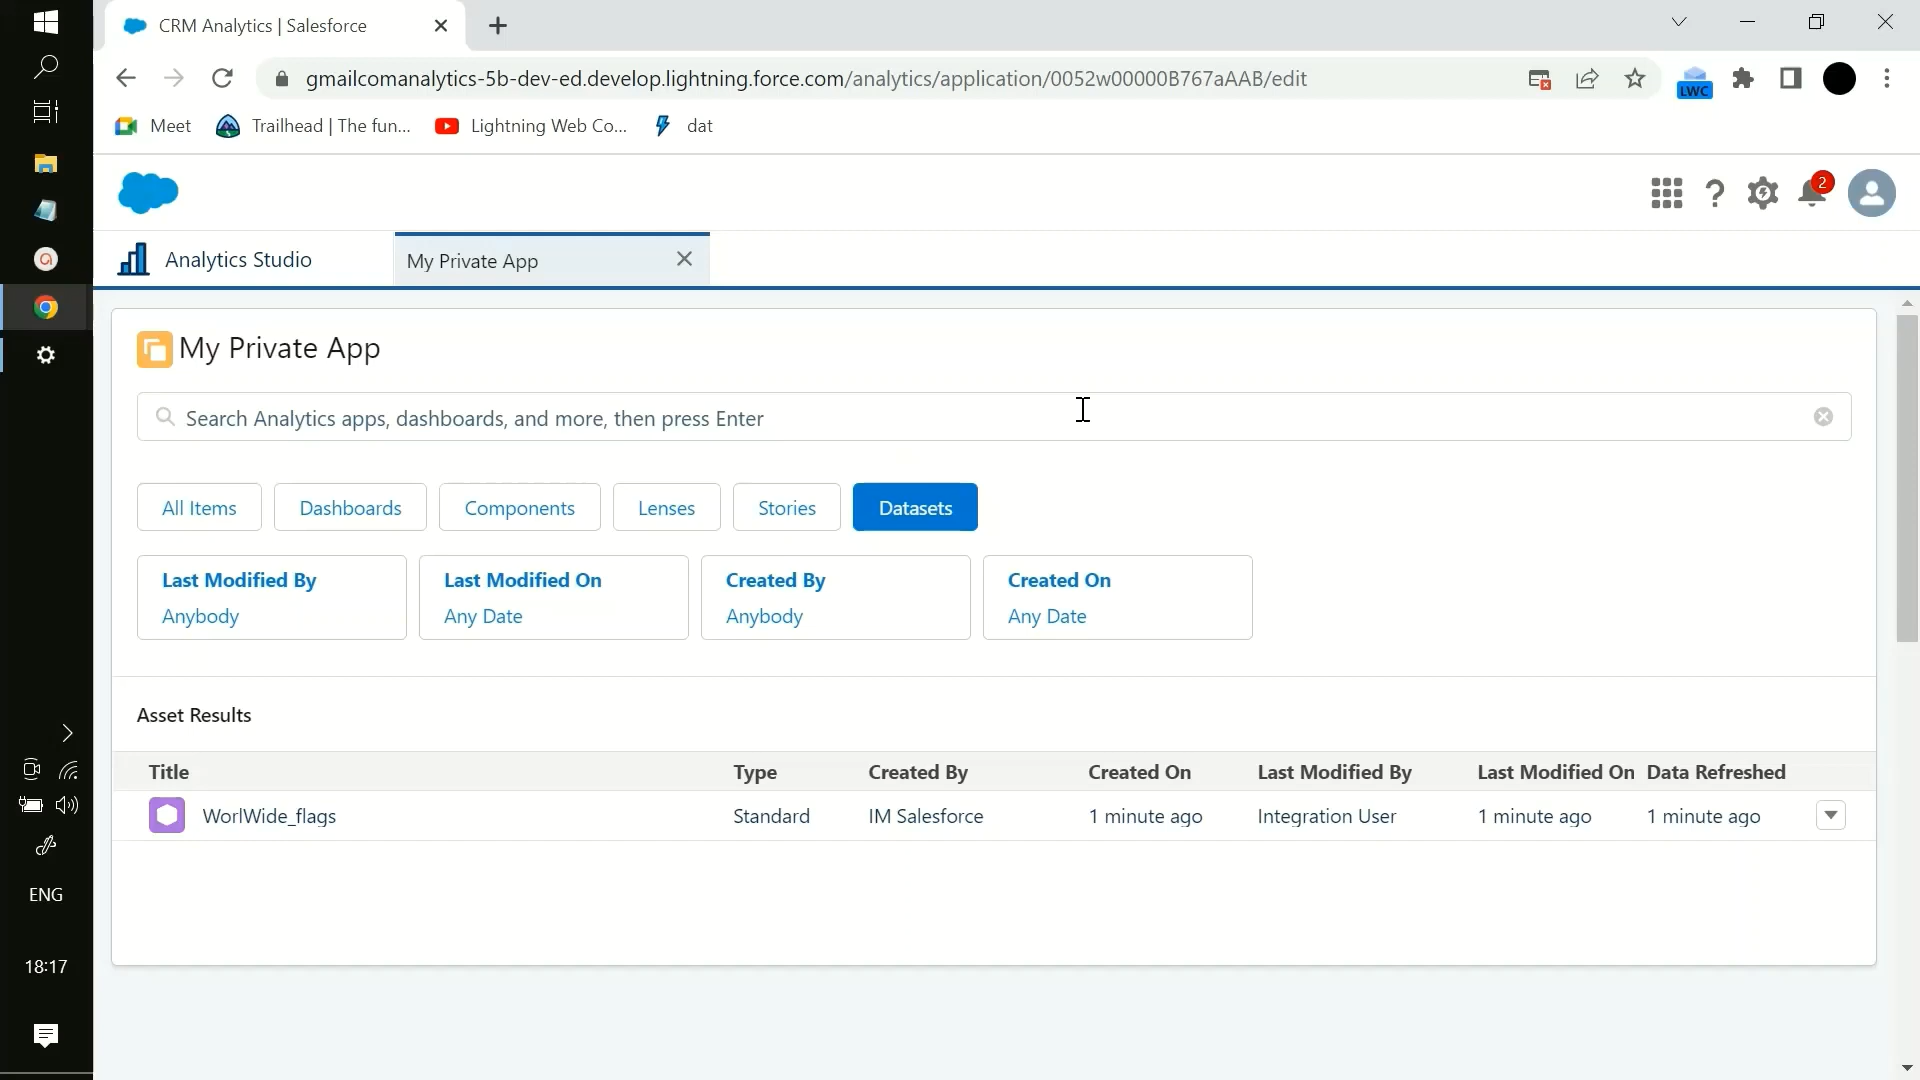 CRM Analytics | Salesforce
gmailcomanalytics-5b-dev-ed.develop.lightning.force.com/analytics/application/0052w00000B767aAAB/edit
LWC
Meet
Trailhead | The fun...
Lightning Web Co...
dat
2
Analytics Studio
My Private App
My Private App
Search Analytics apps, dashboards, and more, then press Enter
All Items
Dashboards
Components
Lenses
Stories
Datasets
Last Modified By
Anybody
Last Modified On
Any Date
Created By
Anybody
Created On
Any Date
Asset Results
Title Type Created By Created On Last Modified By Last Modified On Data Refreshed
WorlWide_flags Standard IM Salesforce 1 minute ago Integration User 1 minute ago 1 minute ago
ENG
18:17